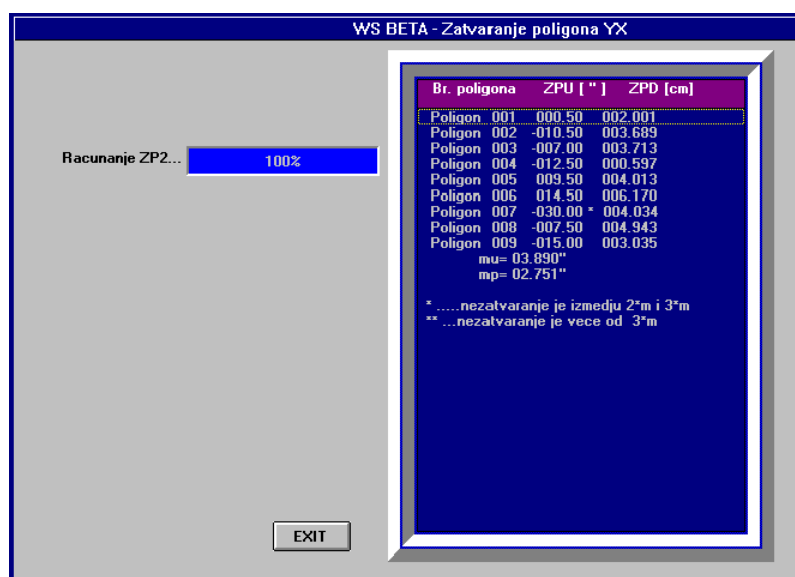 WS BETA - Zatvaranje poligona YX
Racunanje ZP2... 100%
Br. poligona ZPU [ " ] ZPD [cm]
Poligon 001 000.50 002.001
Poligon 002 -010.50 003.689
Poligon 003 -007.00 003.713
Poligon 004 -012.50 000.597
Poligon 005 009.50 004.013
Poligon 006 014.50 006.170
Poligon 007 -030.00 * 004.034
Poligon 008 -007.50 004.943
Poligon 009 -015.00 003.035
mu= 03.890"
mp= 02.751"
* .....nezatvaranje je izmedju 2*m i 3*m
** ...nezatvaranje je vece od 3*m
EXIT